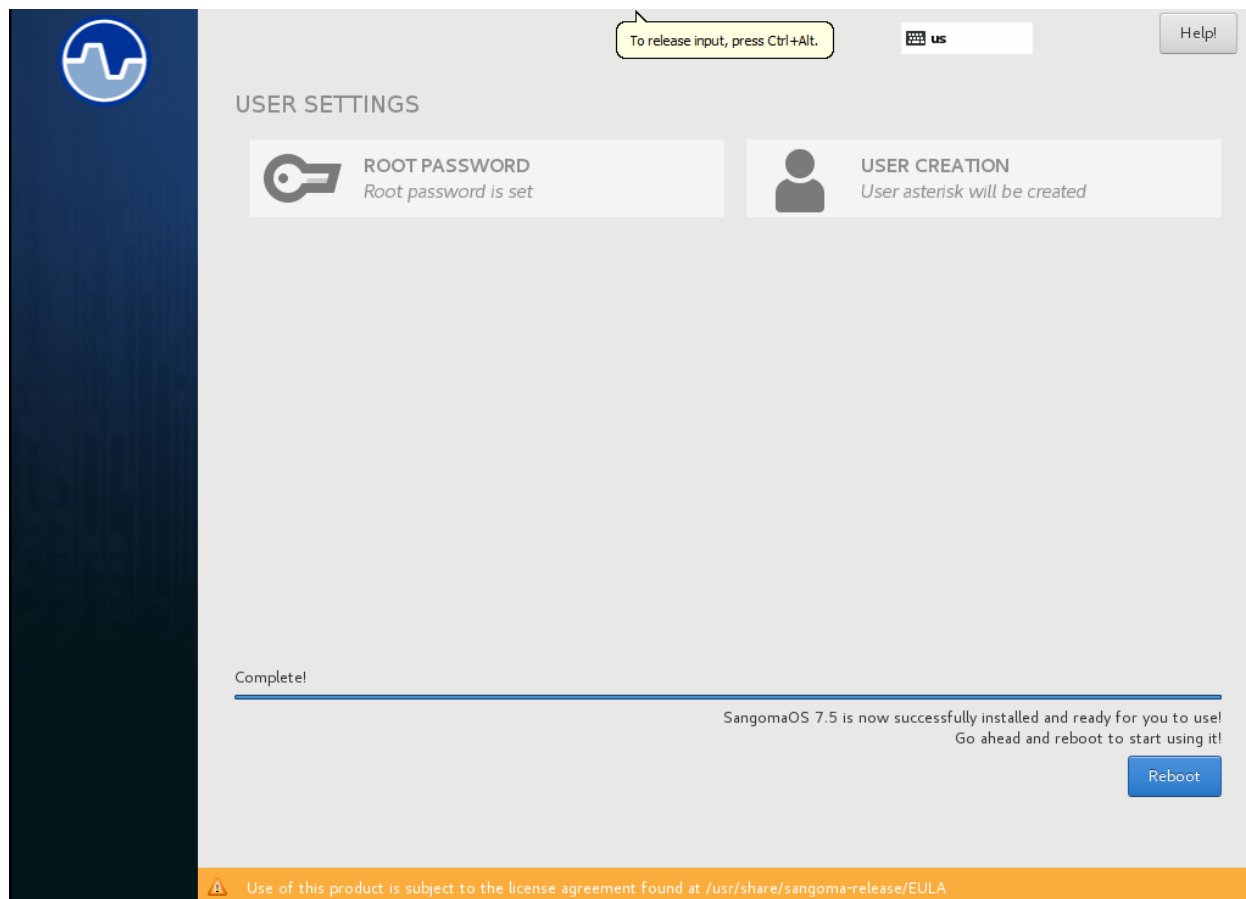 To release input, press Ctrl+Alt.
us
Help!
USER SETTINGS
ROOT PASSWORD
Root password is set
USER CREATION
User asterisk will be created
Complete!
SangomaOS 7.5 is now successfully installed and ready for you to use!
Go ahead and reboot to start using it!
Reboot
Use of this product is subject to the license agreement found at /usr/share/sangoma-release/EULA